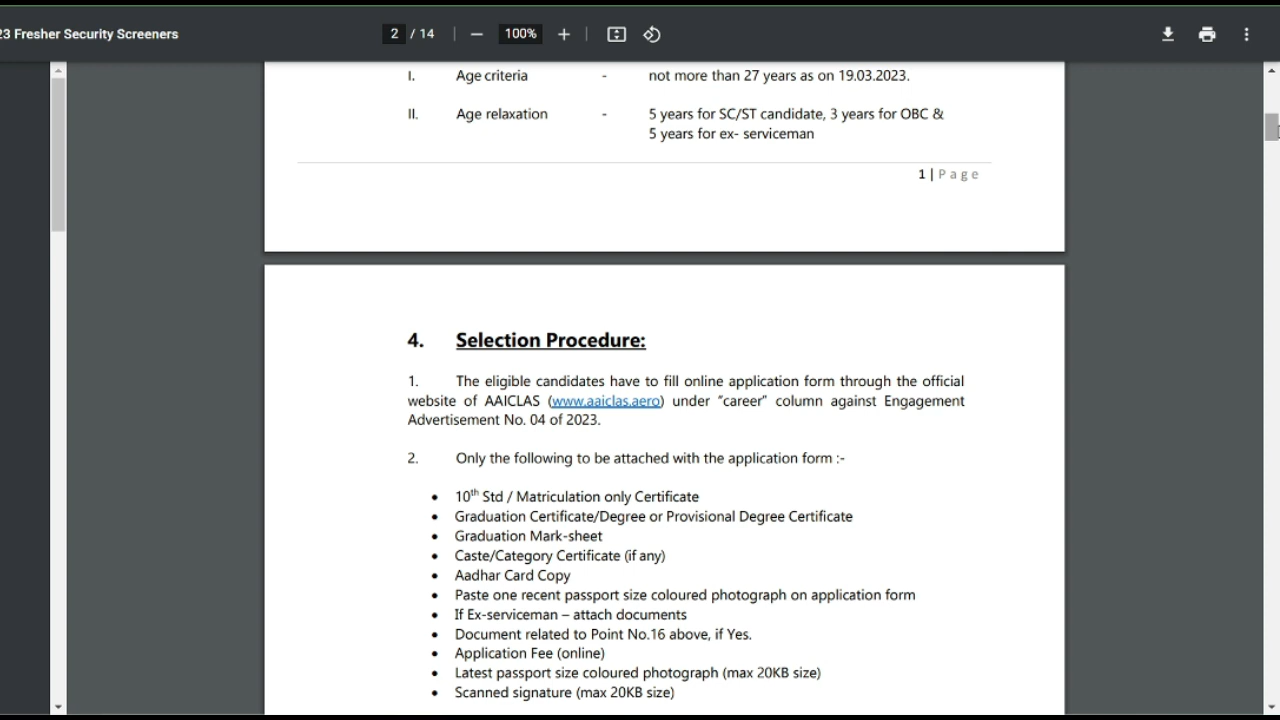 23 Fresher Security Screeners
2 / 14 — 100% +
I. Age criteria - not more than 27 years as on 19.03.2023.
II. Age relaxation - 5 years for SC/ST candidate, 3 years for OBC &
5 years for ex- serviceman
1 | Page
4. Selection Procedure:
1. The eligible candidates have to fill online application form through the official
website of AAICLAS (www.aaiclas.aero) under “career” column against Engagement
Advertisement No. 04 of 2023.
2. Only the following to be attached with the application form :-
• 10th Std / Matriculation only Certificate
• Graduation Certificate/Degree or Provisional Degree Certificate
• Graduation Mark-sheet
• Caste/Category Certificate (if any)
• Aadhar Card Copy
• Paste one recent passport size coloured photograph on application form
• If Ex-serviceman – attach documents
• Document related to Point No.16 above, if Yes.
• Application Fee (online)
• Latest passport size coloured photograph (max 20KB size)
• Scanned signature (max 20KB size)